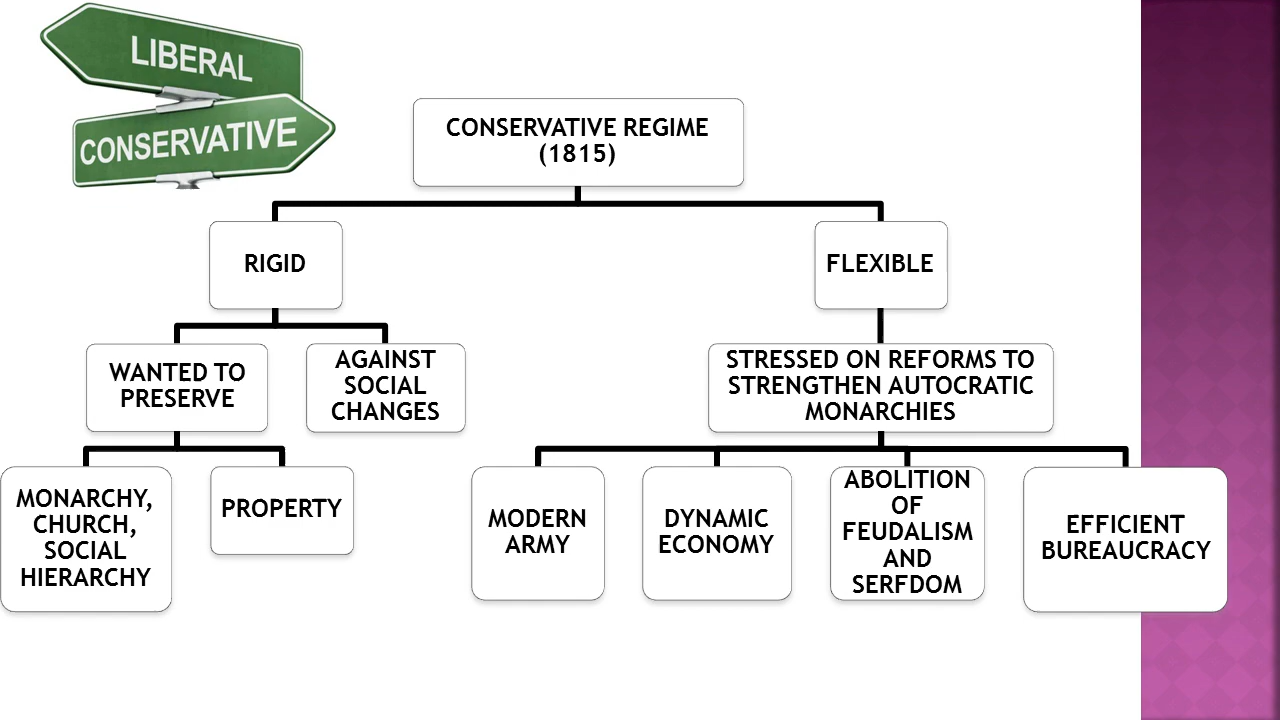 LIBERAL
CONSERVATIVE
CONSERVATIVE REGIME
(1815)
RIGID
FLEXIBLE
WANTED TO
PRESERVE
AGAINST
SOCIAL
CHANGES
STRESSED ON REFORMS TO
STRENGTHEN AUTOCRATIC
MONARCHIES
MONARCHY,
CHURCH,
SOCIAL
HIERARCHY
PROPERTY
MODERN
ARMY
DYNAMIC
ECONOMY
ABOLITION
OF
FEUDALISM
AND
SERFDOM
EFFICIENT
BUREAUCRACY